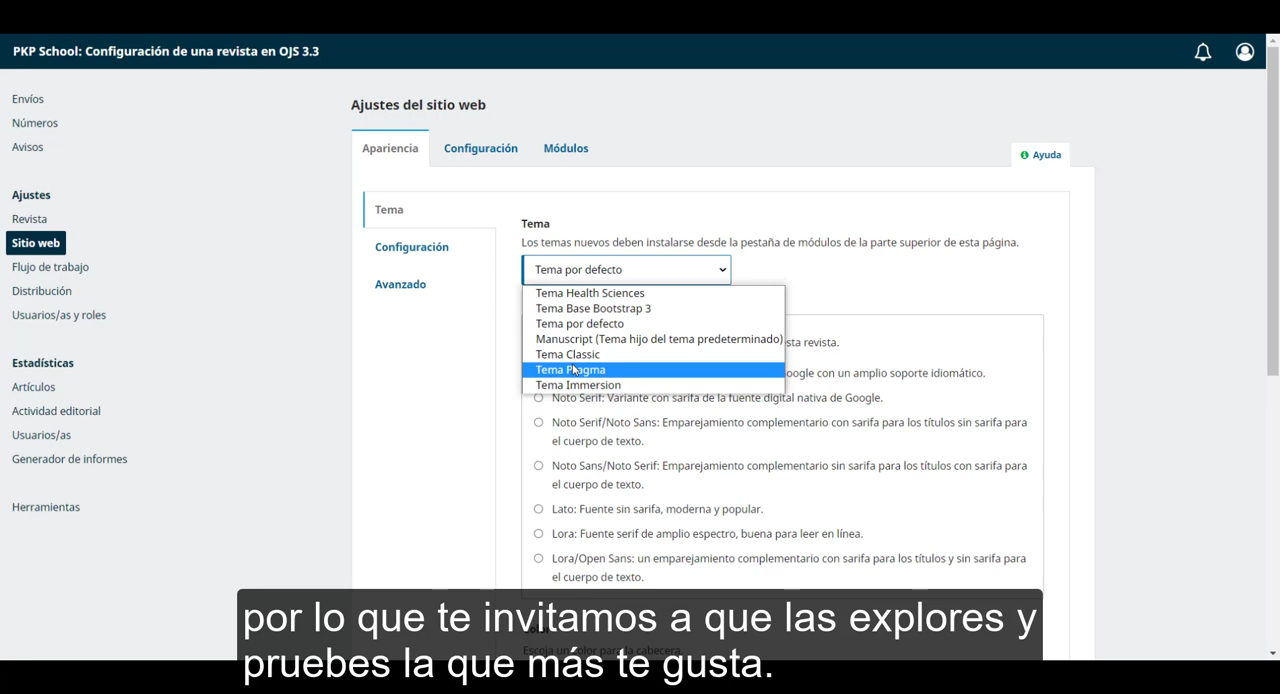 PKP School: Configuración de una revista en OJS 3.3
Envíos
Números
Avisos
Ajustes
Revista
Sitio web
Flujo de trabajo
Distribución
Usuarios/as y roles
Estadísticas
Artículos
Actividad editorial
Usuarios/as
Generador de informes
Herramientas
Ajustes del sitio web
Apariencia
Configuración
Módulos
Ayuda
Tema
Configuración
Avanzado
Tema
Los temas nuevos deben instalarse desde la pestaña de módulos de la parte superior de esta página.
Tema por defecto
Tema Health Sciences
Tema Base Bootstrap 3
Tema por defecto
Manuscript (Tema hijo del tema predeterminado)
esta revista.
Tema Classic
Tema Pragma
oogle con un amplio soporte idiomático.
Tema Immersion
Noto Serif: Variante con sarifa de la fuente digital nativa de Google.
Noto Serif/Noto Sans: Emparejamiento complementario con sarifa para los títulos sin sarifa para
el cuerpo de texto.
Noto Sans/Noto Serif: Emparejamiento complementario sin sarifa para los títulos con sarifa para
el cuerpo de texto.
Lato: Fuente sin sarifa, moderna y popular.
Lora: Fuente serif de amplio espectro, buena para leer en línea.
Lora/Open Sans: un emparejamiento complementario con sarifa para los títulos y sin sarifa para
el cuerpo de texto.
por lo que te invitamos a que las explores y
pruebes la que más te gusta.